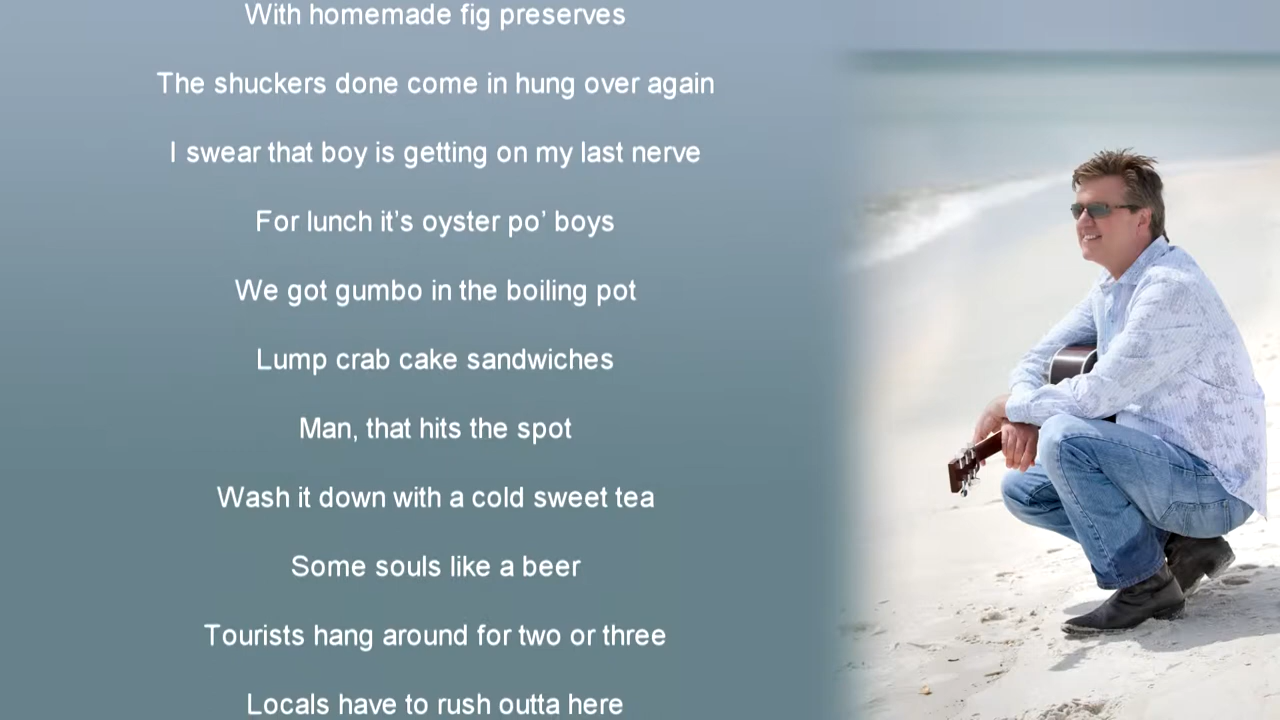 With homemade fig preserves
The shuckers done come in hung over again
I swear that boy is getting on my last nerve
For lunch it’s oyster po’ boys
We got gumbo in the boiling pot
Lump crab cake sandwiches
Man, that hits the spot
Wash it down with a cold sweet tea
Some souls like a beer
Tourists hang around for two or three
Locals have to rush outta here